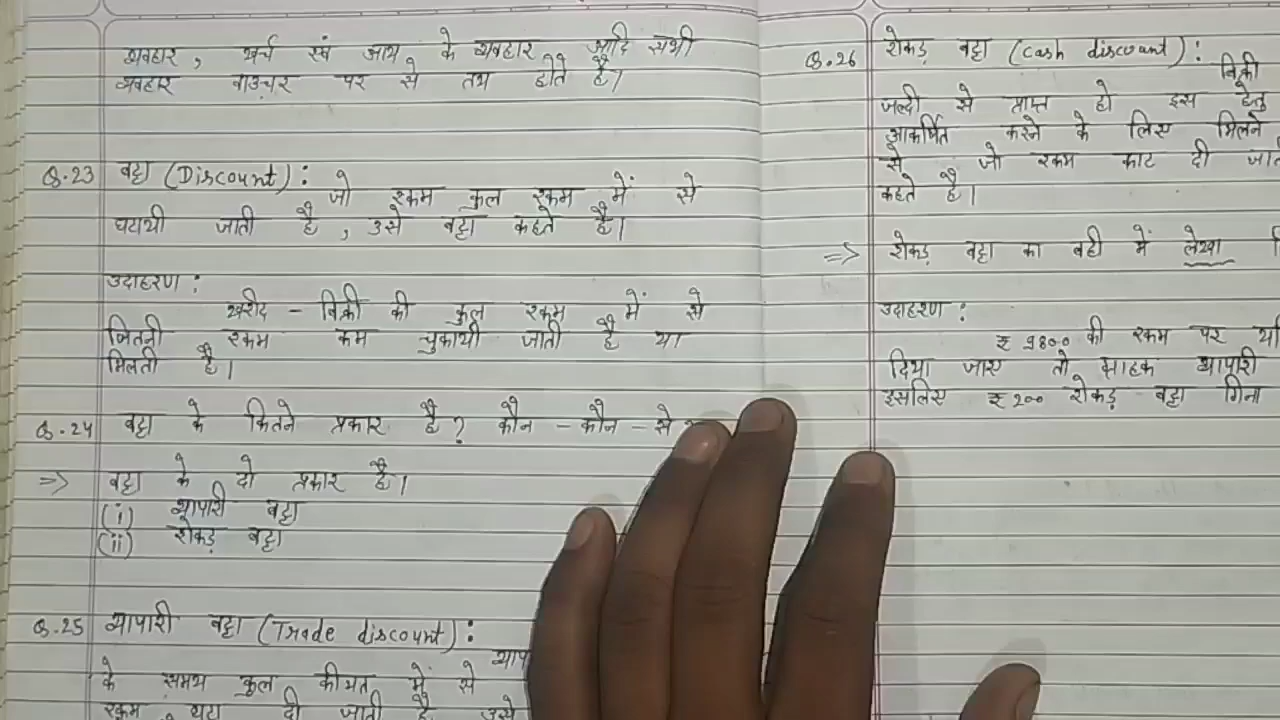 व्यवहार, खर्च एवं आय के व्यवहार आदि सभी
व्यवहार वाउचर पर से तय होते है।
Q.23 बट्टा (Discount) :
जो रकम कुल रकम में से
घटायी जाती है, उसे बट्टा कहते है।
उदाहरण :
खरीद - बिक्री की कुल रकम में से
जितनी रकम कम चुकायी जाती है या
मिलती है।
Q.24 बट्टा के कितने प्रकार है? कौन - कौन - से
=> बट्टा के दो प्रकार है।
(i) व्यापारी बट्टा
(ii) रोकड़ बट्टा
Q.25 व्यापारी बट्टा (Trade discount) :
के समय कुल कीमत में से
रकम घटा दी जाती है उसे
Q.26 रोकड़ बट्टा (Cash discount) :
बिक्री
जल्दी से प्राप्त हो इस हेतु
आकर्षित करने के लिए मिलने
से जो रकम काट दी
कहते है।
=> रोकड़ बट्टा का बही में लेखा
उदाहरण :
की रकम पर
दिया जाए तो ग्राहक व्यापारी
इसलिए ₹200 रोकड़ बट्टा गिना